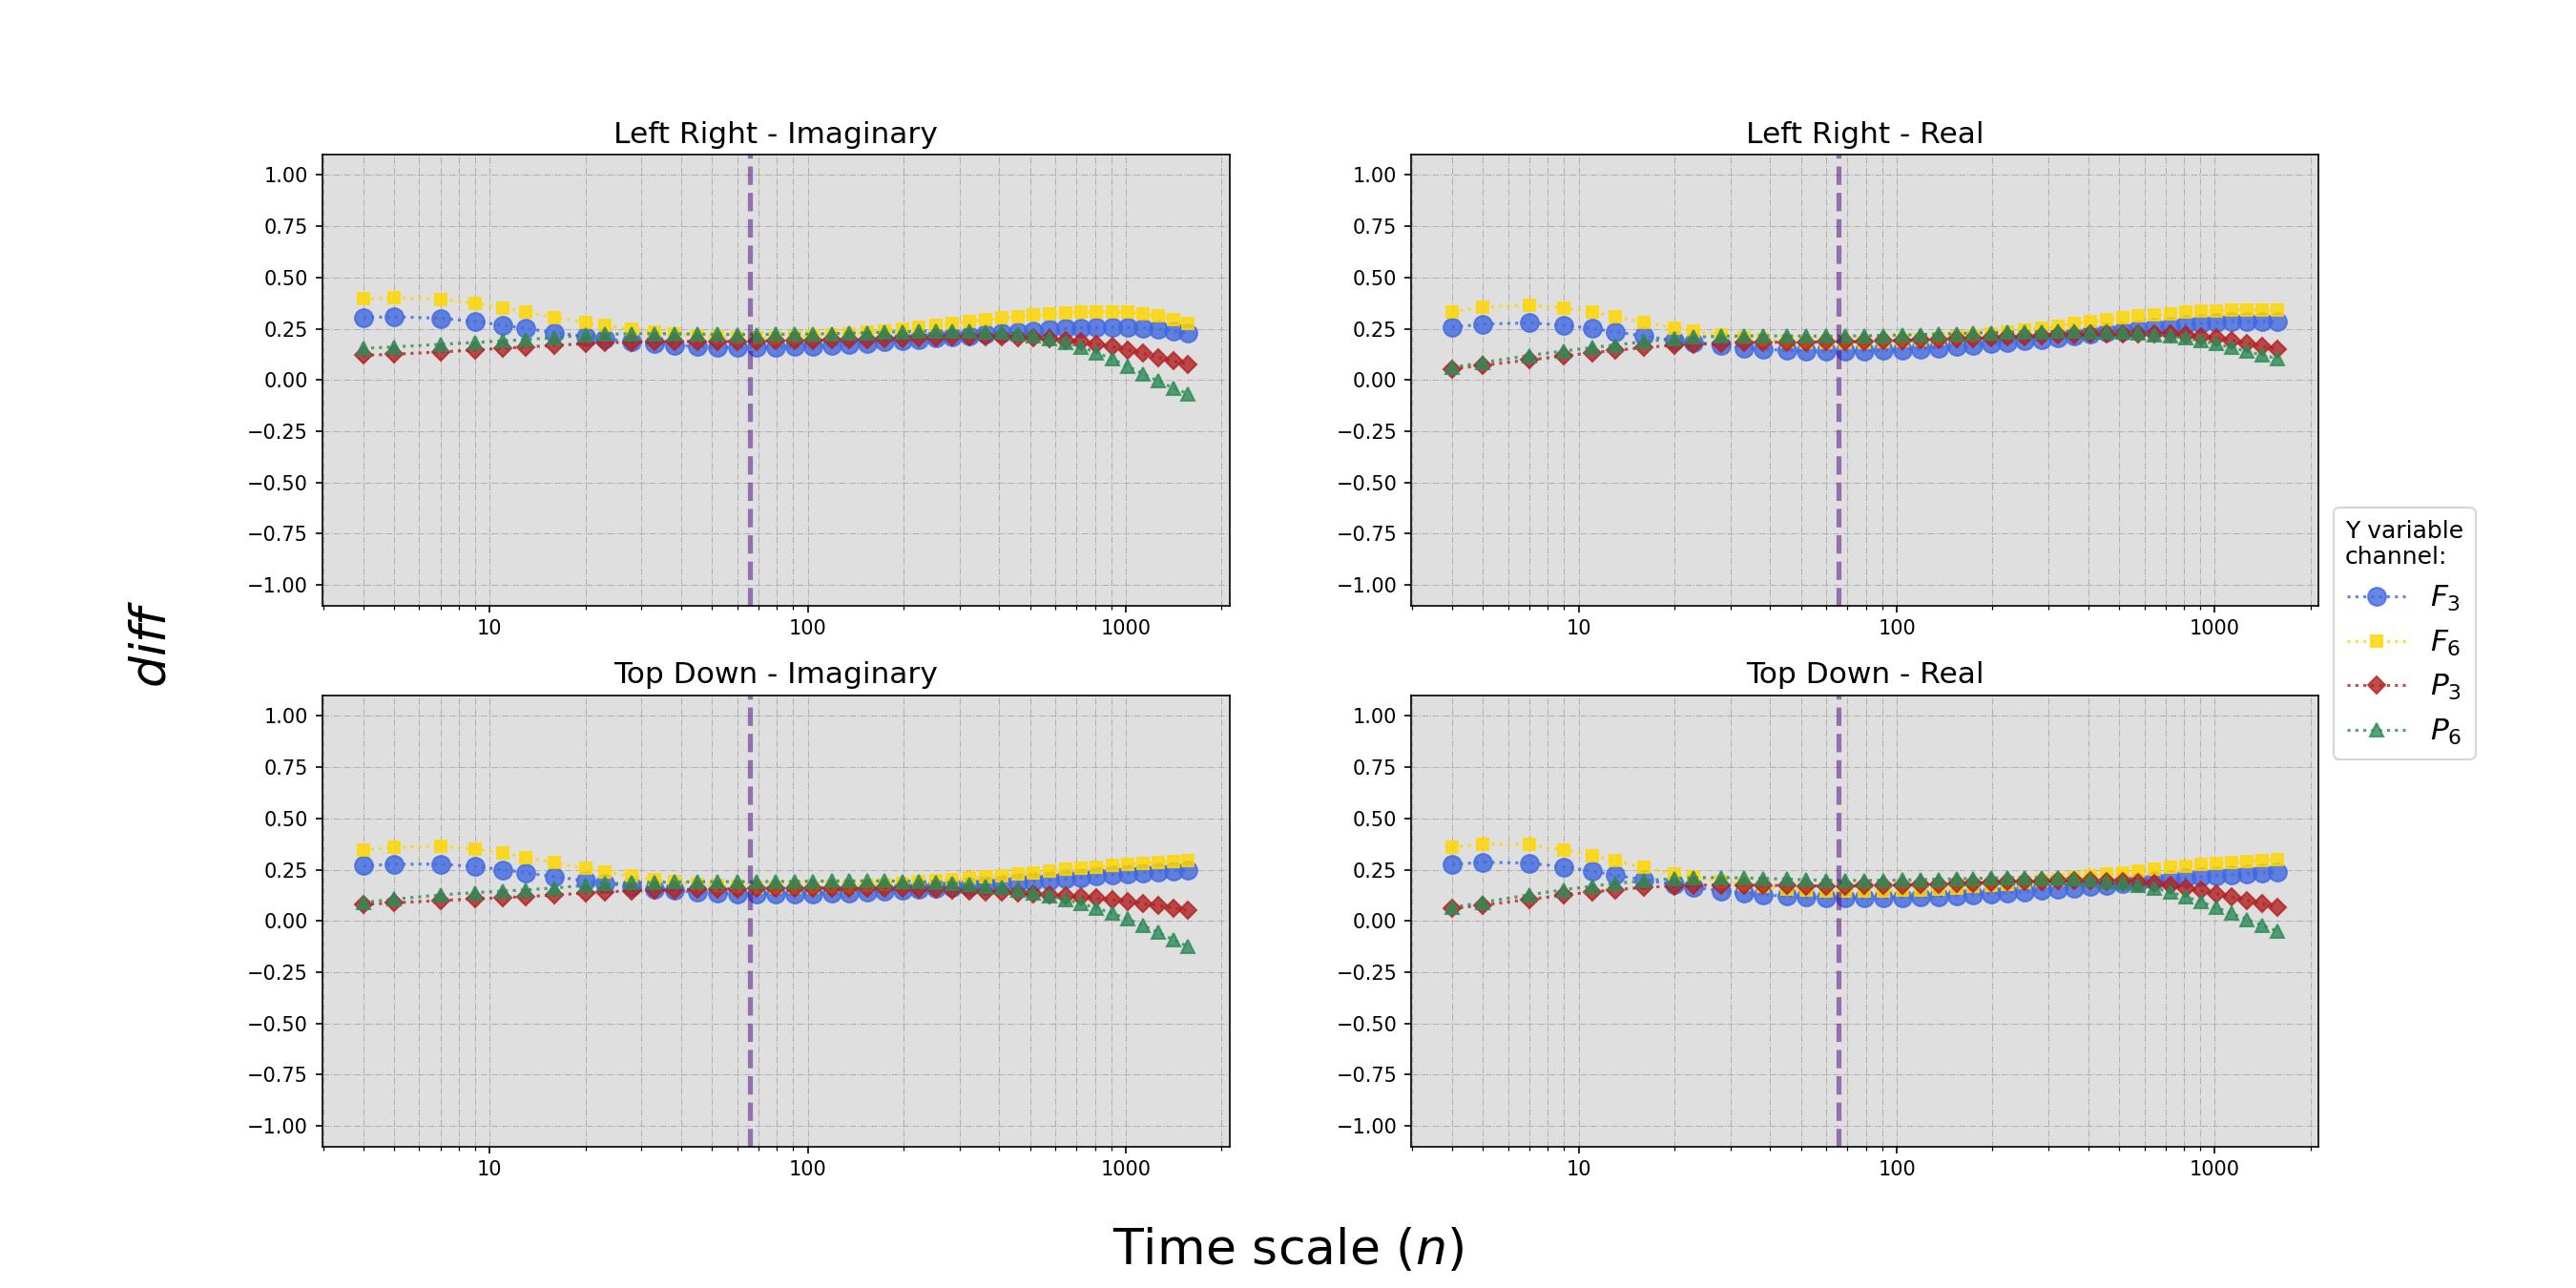 Left Right - Imaginary
1.00
0.75
0.50
0.25
0.00
−0.25
−0.50
−0.75
−1.00
10 100 1000
Left Right - Real
1.00
0.75
0.50
0.25
0.00
−0.25
−0.50
−0.75
−1.00
10 100 1000
Top Down - Imaginary
1.00
0.75
0.50
0.25
0.00
−0.25
−0.50
−0.75
−1.00
10 100 1000
Top Down - Real
1.00
0.75
0.50
0.25
0.00
−0.25
−0.50
−0.75
−1.00
10 100 1000
diff
Time scale (n)
Y variable
channel:
F3
F6
P3
P6